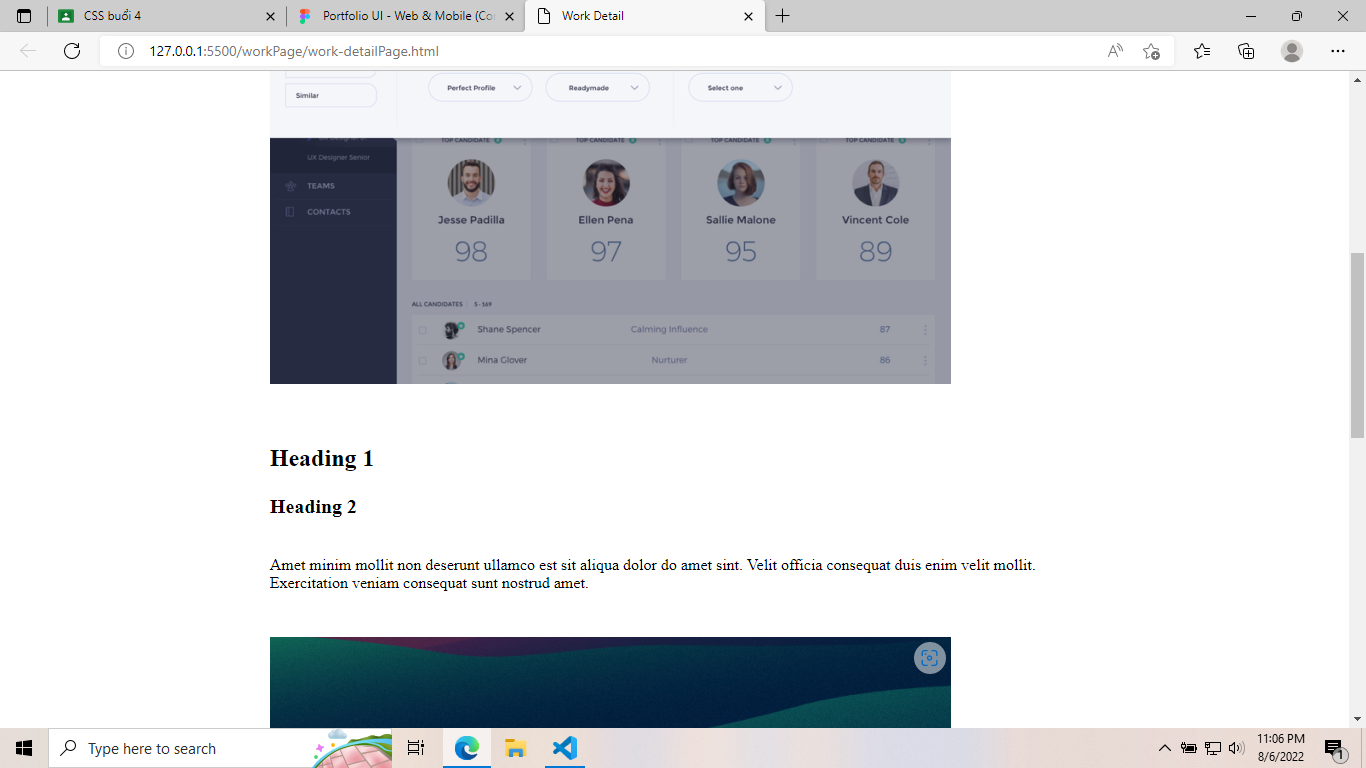 CSS buổi 4
Portfolio UI - Web & Mobile (Co
Work Detail
127.0.0.1:5500/workPage/work-detailPage.html
Similar
Perfect Profile
Readymade
Select one
UX Designer Senior
TEAMS
CONTACTS
TOP CANDIDATE
TOP CANDIDATE
TOP CANDIDATE
TOP CANDIDATE
Jesse Padilla
Ellen Pena
Sallie Malone
Vincent Cole
98
97
95
89
ALL CANDIDATES 5 - 169
Shane Spencer Calming Influence 87
Mina Glover Nurturer 86
Heading 1
Heading 2
Amet minim mollit non deserunt ullamco est sit aliqua dolor do amet sint. Velit officia consequat duis enim velit mollit.
Exercitation veniam consequat sunt nostrud amet.
Type here to search
11:06 PM
8/6/2022
1